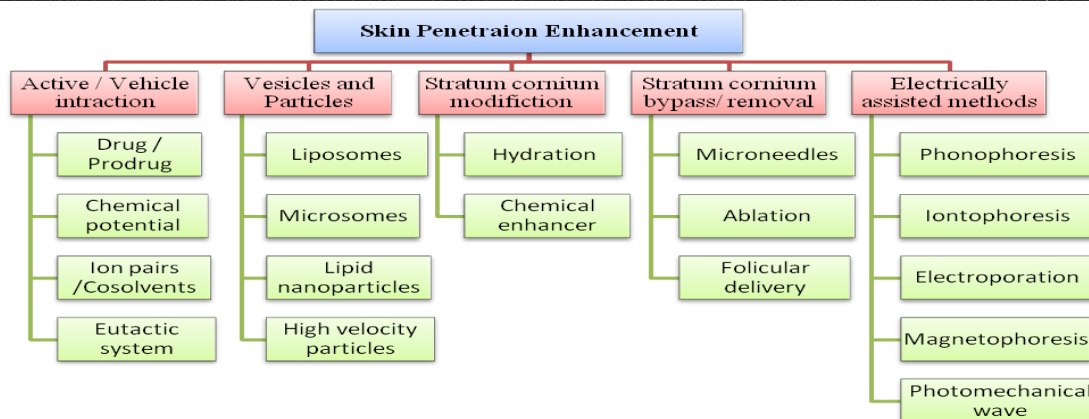 Skin Penetraion Enhancement
Active / Vehicle
intraction
Drug /
Prodrug
Chemical
potential
Ion pairs
/Cosolvents
Eutactic
system
Vesicles and
Particles
Liposomes
Microsomes
Lipid
nanoparticles
High velocity
particles
Stratum cornium
modifiction
Hydration
Chemical
enhancer
Stratum cornium
bypass/ removal
Microneedles
Ablation
Folicular
delivery
Electrically
assisted methods
Phonophoresis
Iontophoresis
Electroporation
Magnetophoresis
Photomechanical
wave